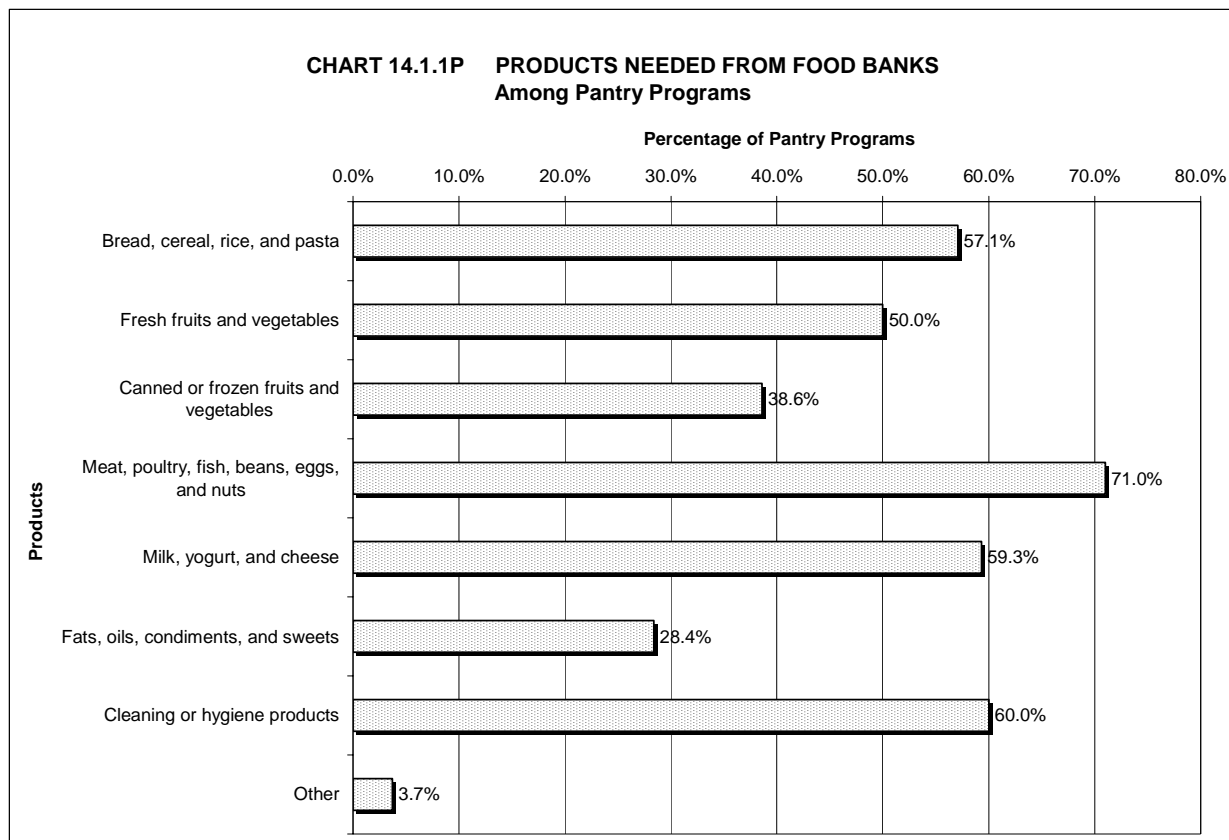 CHART 14.1.1P PRODUCTS NEEDED FROM FOOD BANKS
Among Pantry Programs
Percentage of Pantry Programs
0.0% 10.0% 20.0% 30.0% 40.0% 50.0% 60.0% 70.0% 80.0%
Products
Bread, cereal, rice, and pasta 57.1%
Fresh fruits and vegetables 50.0%
Canned or frozen fruits and
vegetables 38.6%
Meat, poultry, fish, beans, eggs,
and nuts 71.0%
Milk, yogurt, and cheese 59.3%
Fats, oils, condiments, and sweets 28.4%
Cleaning or hygiene products 60.0%
Other 3.7%